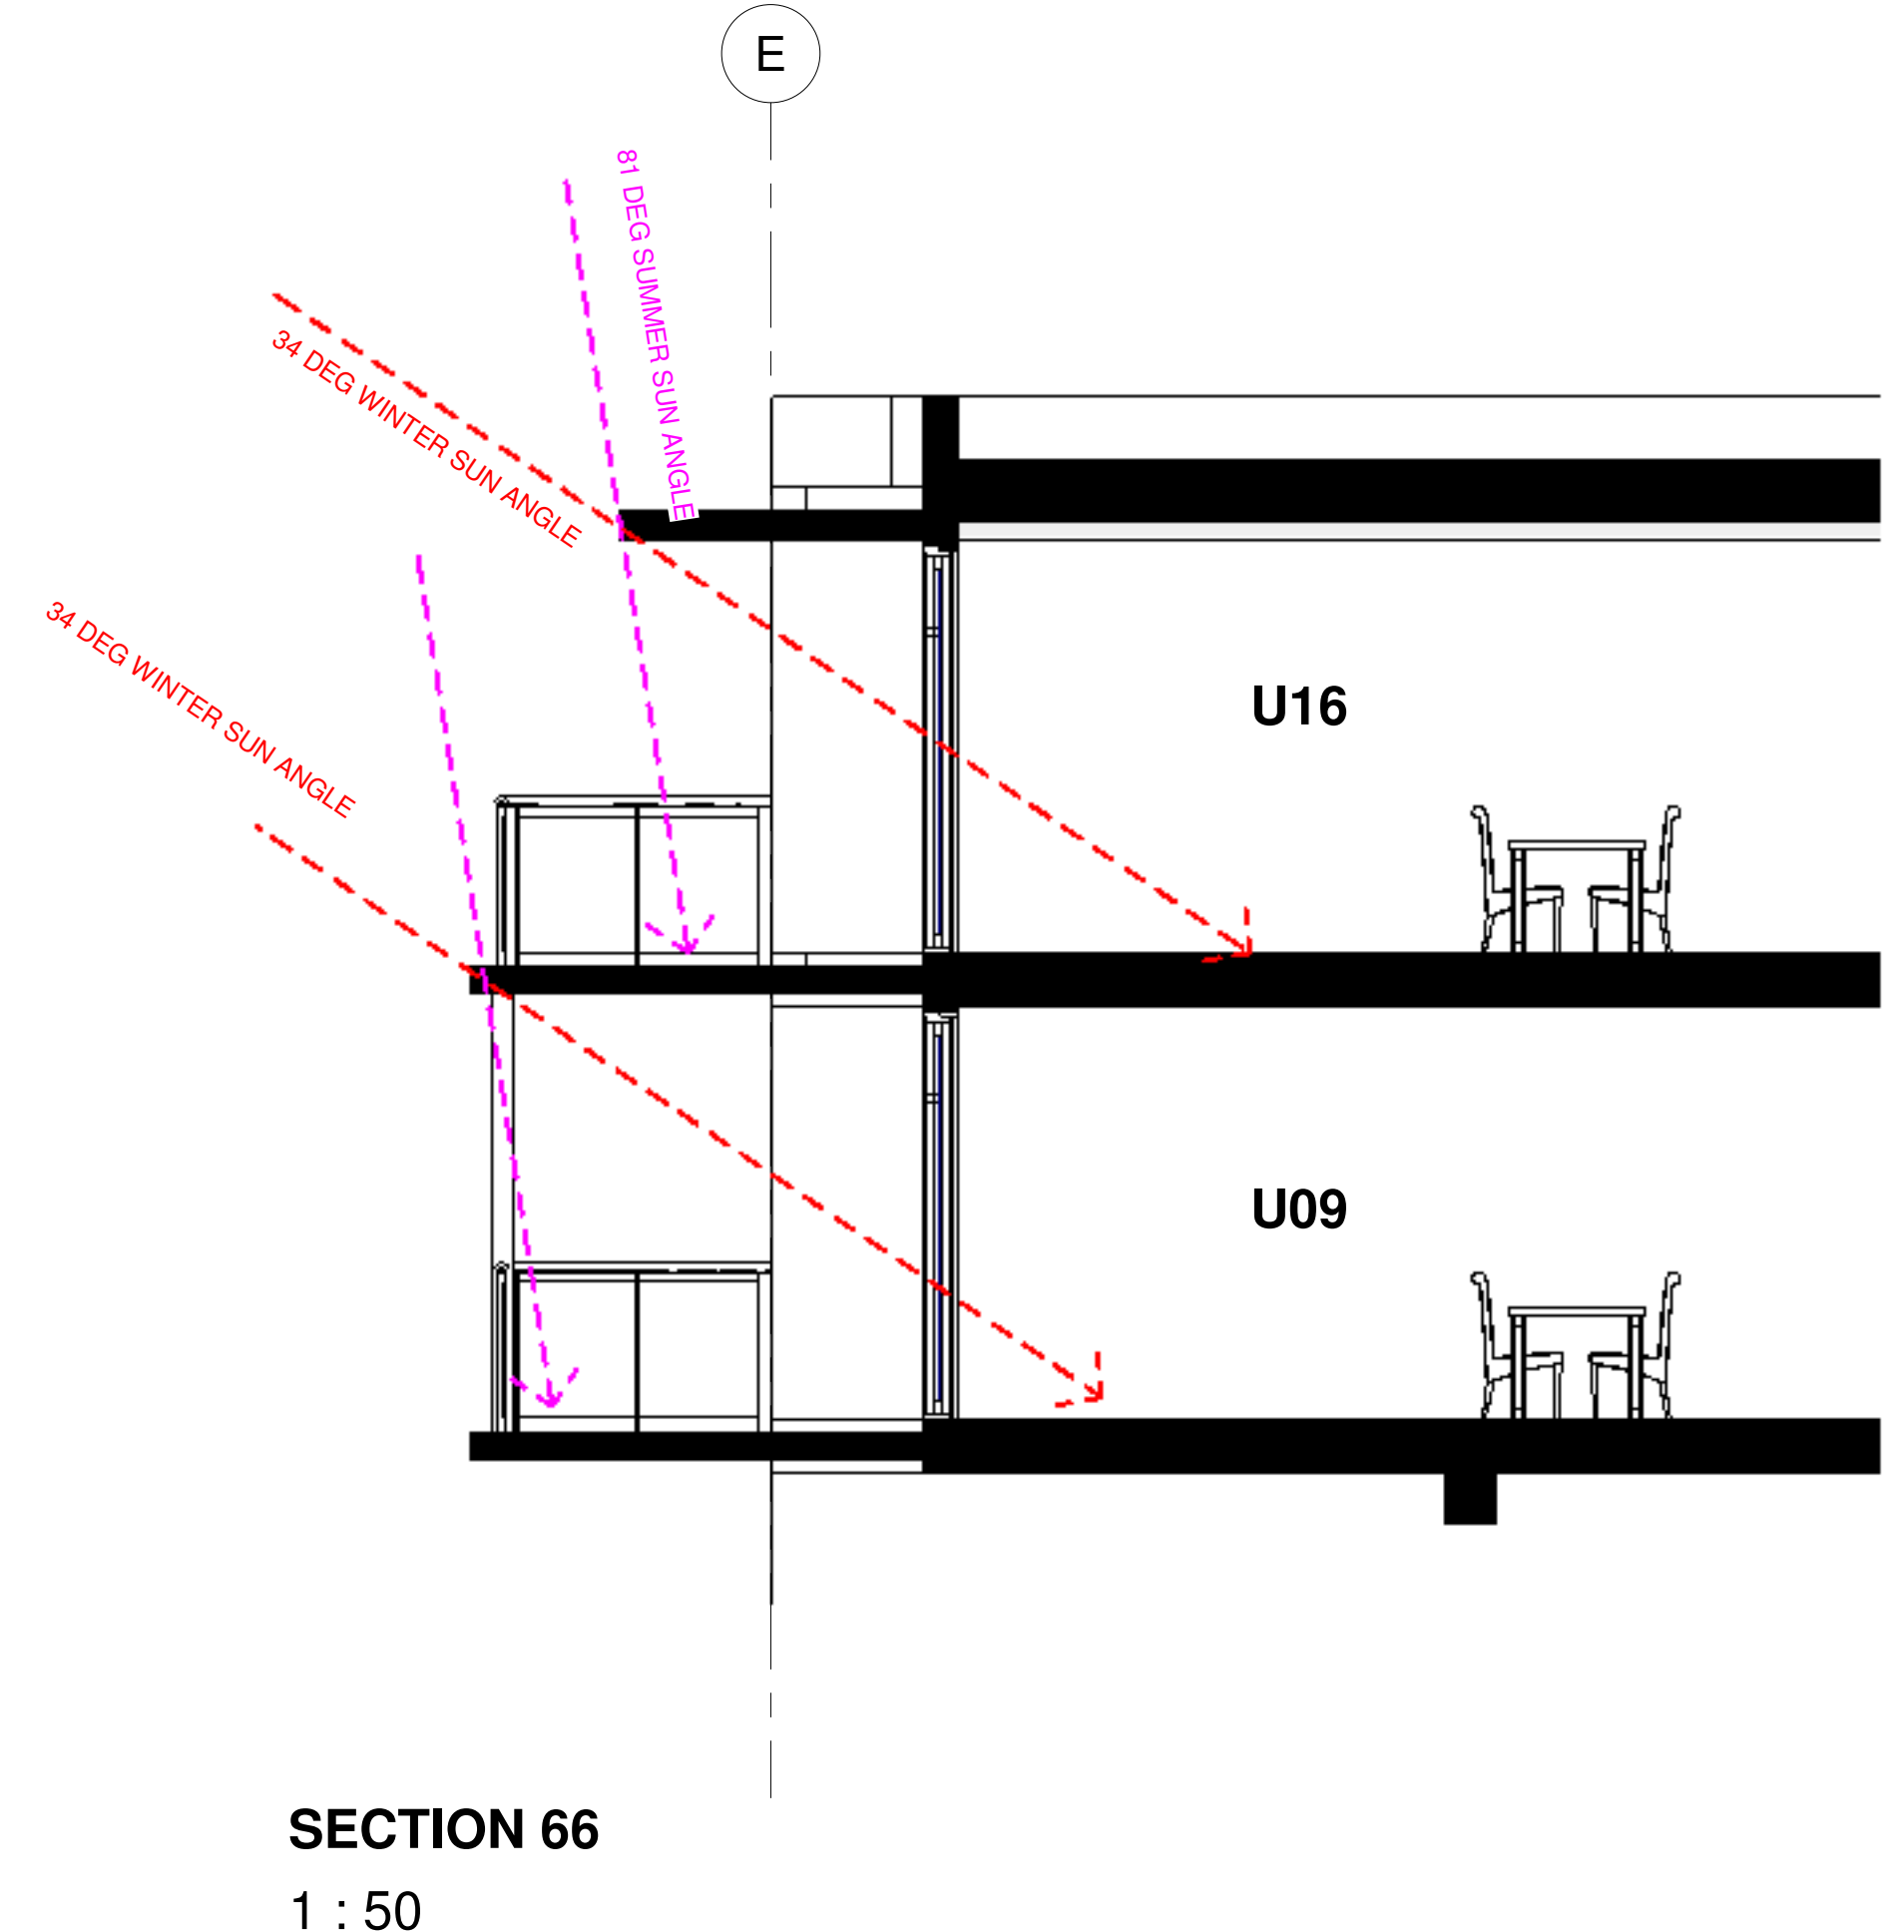 E
81 DEG SUMMER SUN ANGLE
34 DEG WINTER SUN ANGLE
34 DEG WINTER SUN ANGLE
U16
U09
SECTION 66
1 : 50